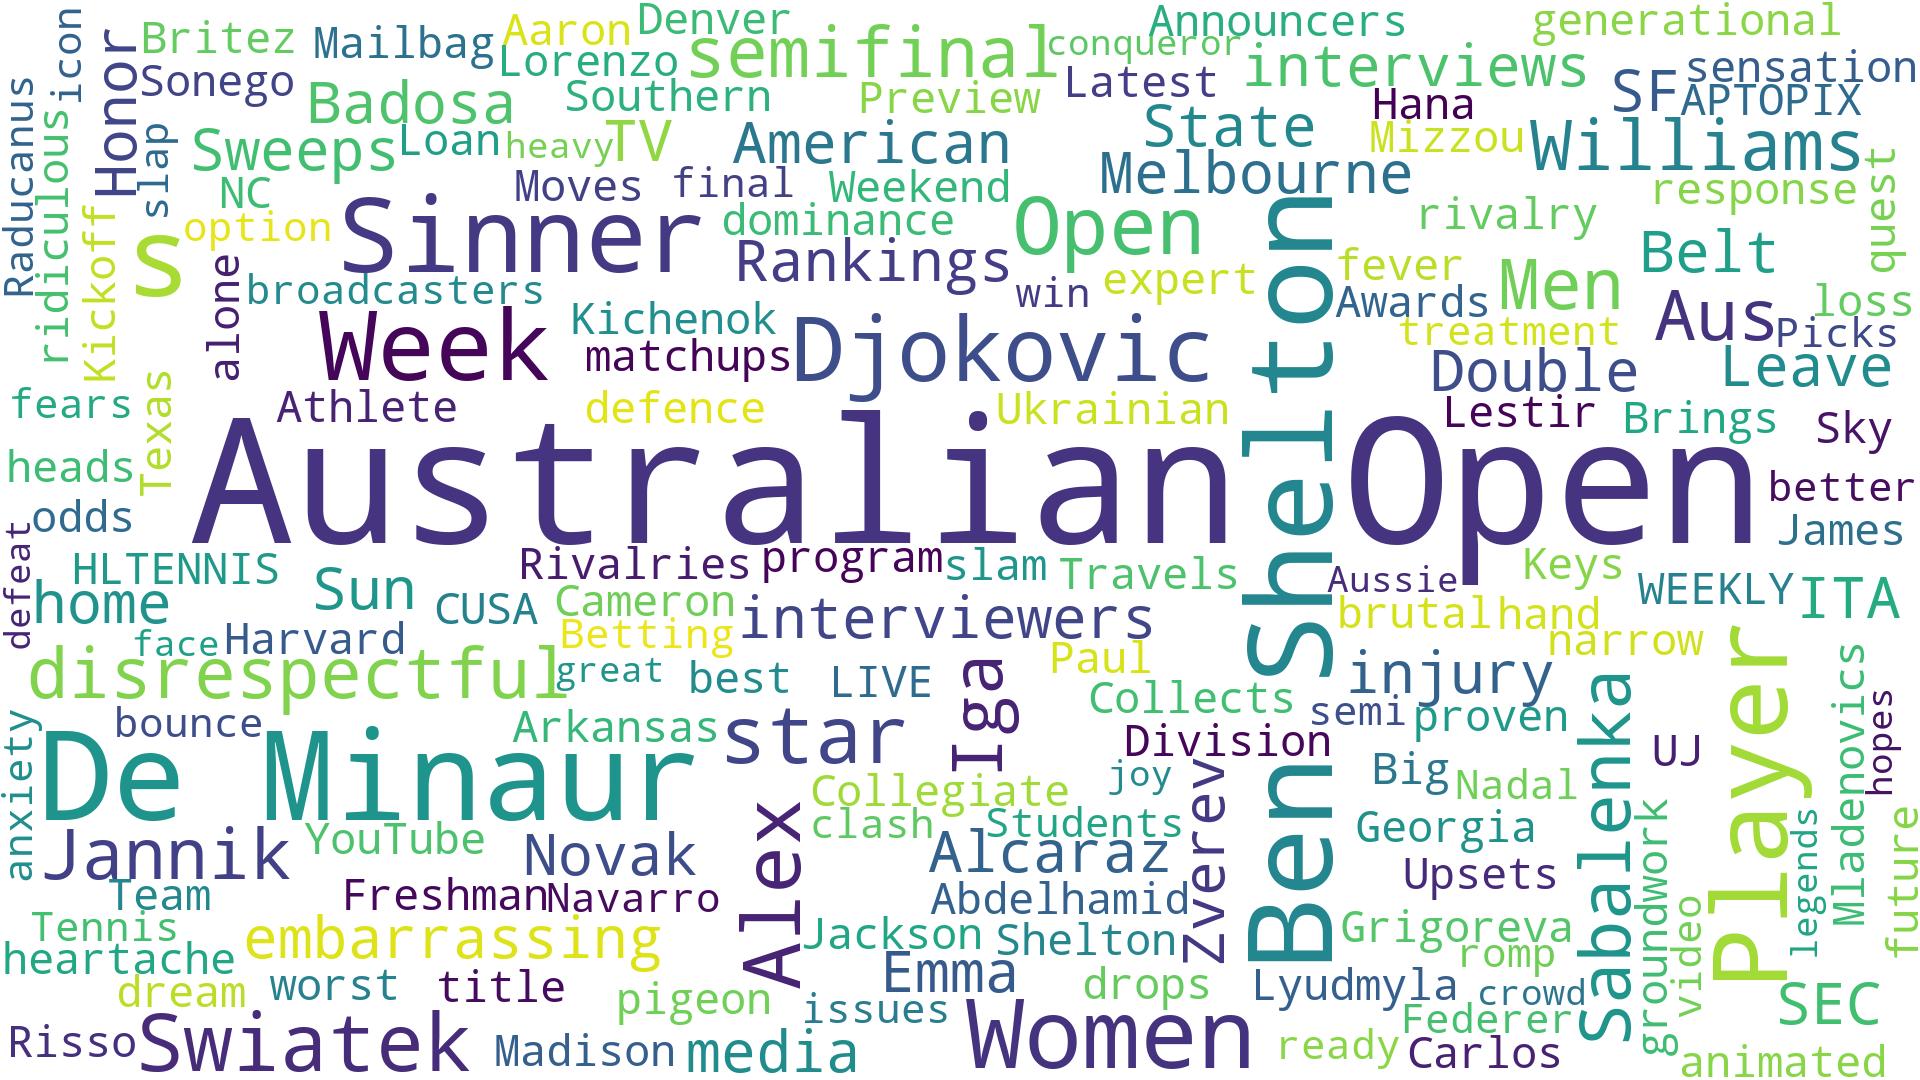 Britez
Mailbag
Aaron
Denver
Announcers
generational
icon
Honor
Sonego
Lorenzo
semifinal
conqueror
interviews
sensation
Raducanus
ridiculous
slap
Badosa
Southern
Preview
Latest
Hana
SF
APTOPIX
Sweeps
Loan
heavy
TV
American
State
Mizzou
Williams
NC
Moves
final
Weekend
Melbourne
response
quest
Kickoff
s
option
Sinner
dominance
Open
rivalry
Belt
alone
broadcasters
Rankings
win
expert
fever
Men
Awards
Aus
loss
Week
Kichenok
matchups
Djokovic
treatment
Picks
Double
Leave
fears
Texas
Athlete
defence
Ukrainian
Lestir
Brings
Sky
heads
Australian Open
Ben Shelton
better
odds
James
defeat
HLTENNIS
Rivalries
program
slam
Travels
Aussie
Keys
WEEKLY
ITA
home
Sun
CUSA
Cameron
interviewers
brutal
hand
face
Harvard
Betting
narrow
disrespectful
great
best
LIVE
Iga
Paul
injury
Sabalenka
Player
Collects
bounce
Arkansas
star
semi
proven
Mladenovics
hopes
anxiety
De Minaur
Division
UJ
joy
Zverev
Big
Nadal
Collegiate
Alex
clash
Students
Georgia
groundwork
legends
future
Jannik
YouTube
Novak
Alcaraz
Upsets
Team
Freshman
Navarro
Abdelhamid
video
Tennis
embarrassing
Jackson
Shelton
Grigoreva
heartache
romp
dream
worst
title
pigeon
Emma
drops
Lyudmyla
crowd
SEC
issues
Federer
Risso
Swiatek
Madison
media
Women
ready
Carlos
animated